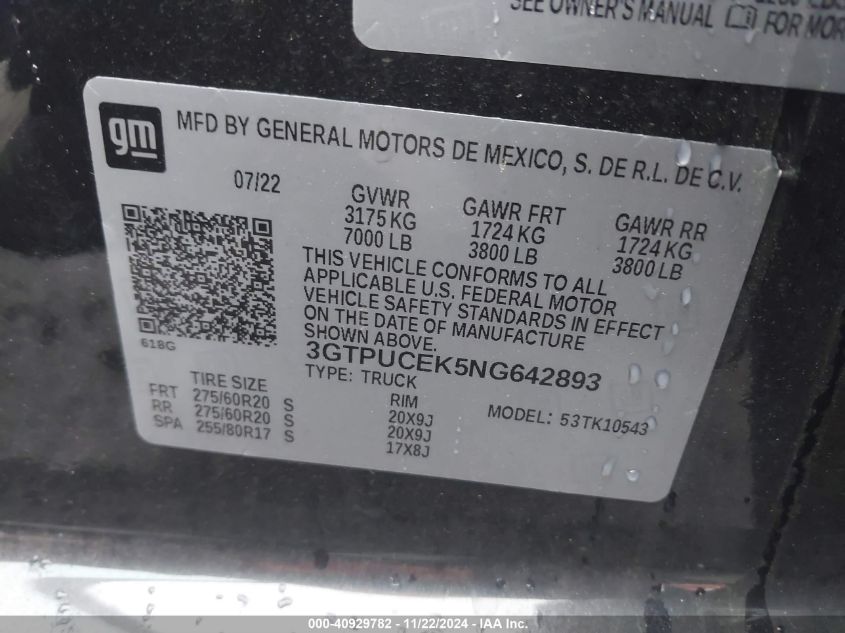 SEE OWNER'S MANUAL FOR MOR
gm
MFD BY GENERAL MOTORS DE MEXICO, S. DE R.L. DE C.V.
07/22
GVWR GAWR FRT GAWR RR
3175 KG 1724 KG 1724 KG
7000 LB 3800 LB 3800 LB
THIS VEHICLE CONFORMS TO ALL
APPLICABLE U.S. FEDERAL MOTOR
VEHICLE SAFETY STANDARDS IN EFFECT
ON THE DATE OF MANUFACTURE
SHOWN ABOVE.
618G
3GTPUCEK5NG642893
TYPE: TRUCK
TIRE SIZE RIM MODEL: 53TK10543
FRT 275/60R20 S 20X9J
RR 275/60R20 S 20X9J
SPA 255/80R17 S 17X8J
000-40929782 - 11/22/2024 - IAA Inc.